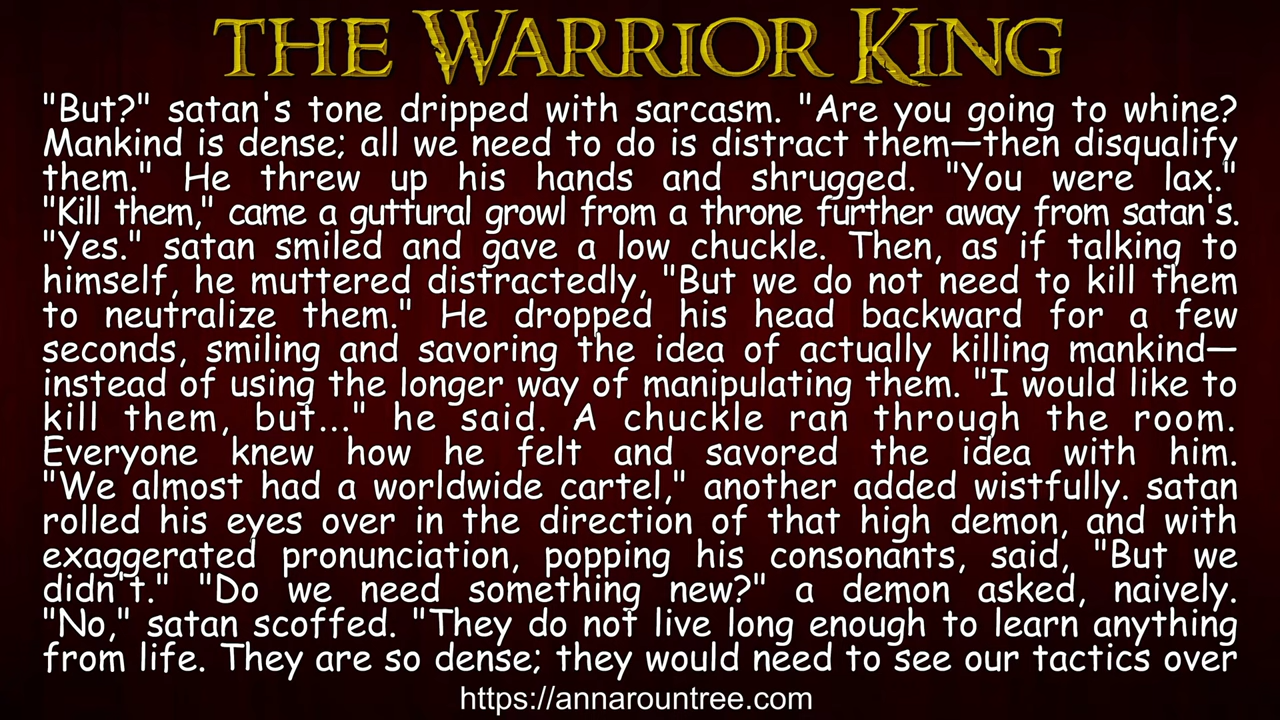 THE WARRIOR KING
"But?" satan's tone dripped with sarcasm. "Are you going to whine?
Mankind is dense; all we need to do is distract them—then disqualify
them." He threw up his hands and shrugged. "You were lax."
"Kill them," came a guttural growl from a throne further away from satan's.
"Yes." satan smiled and gave a low chuckle. Then, as if talking to
himself, he muttered distractedly, "But we do not need to kill them
to neutralize them." He dropped his head backward for a few
seconds, smiling and savoring the idea of actually killing mankind—
instead of using the longer way of manipulating them. "I would like to
kill them, but..." he said. A chuckle ran through the room.
Everyone knew how he felt and savored the idea with him.
"We almost had a worldwide cartel," another added wistfully. satan
rolled his eyes over in the direction of that high demon, and with
exaggerated pronunciation, popping his consonants, said, "But we
didn't." "Do we need something new?" a demon asked, naively.
"No," satan scoffed. "They do not live long enough to learn anything
from life. They are so dense; they would need to see our tactics over
https://annarountree.com